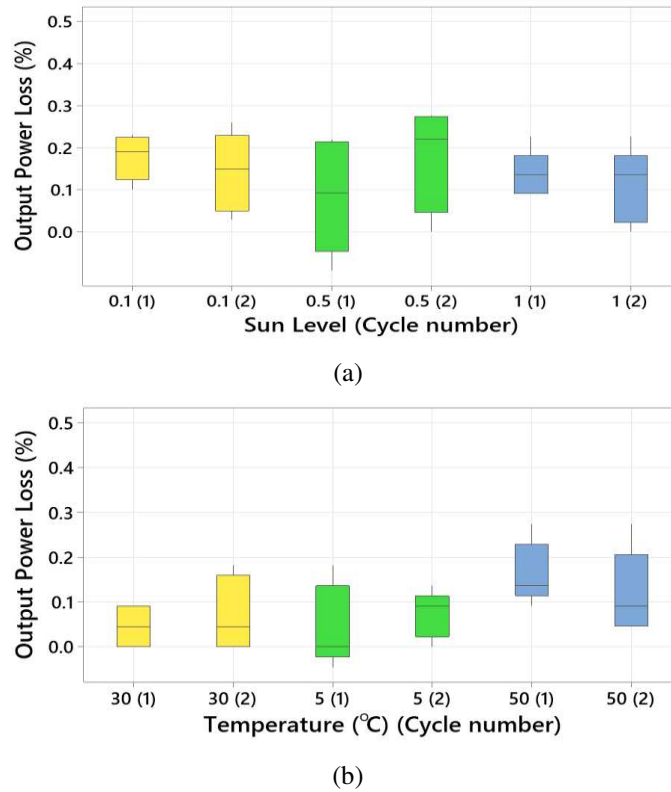 0.5
0.4
0.3
0.2
0.1
0.0
Output Power Loss (%)
0.1 (1) 0.1 (2) 0.5 (1) 0.5 (2) 1 (1) 1 (2)
Sun Level (Cycle number)
(a)
0.5
0.4
0.3
0.2
0.1
0.0
Output Power Loss (%)
30 (1) 30 (2) 5 (1) 5 (2) 50 (1) 50 (2)
Temperature (°C) (Cycle number)
(b)